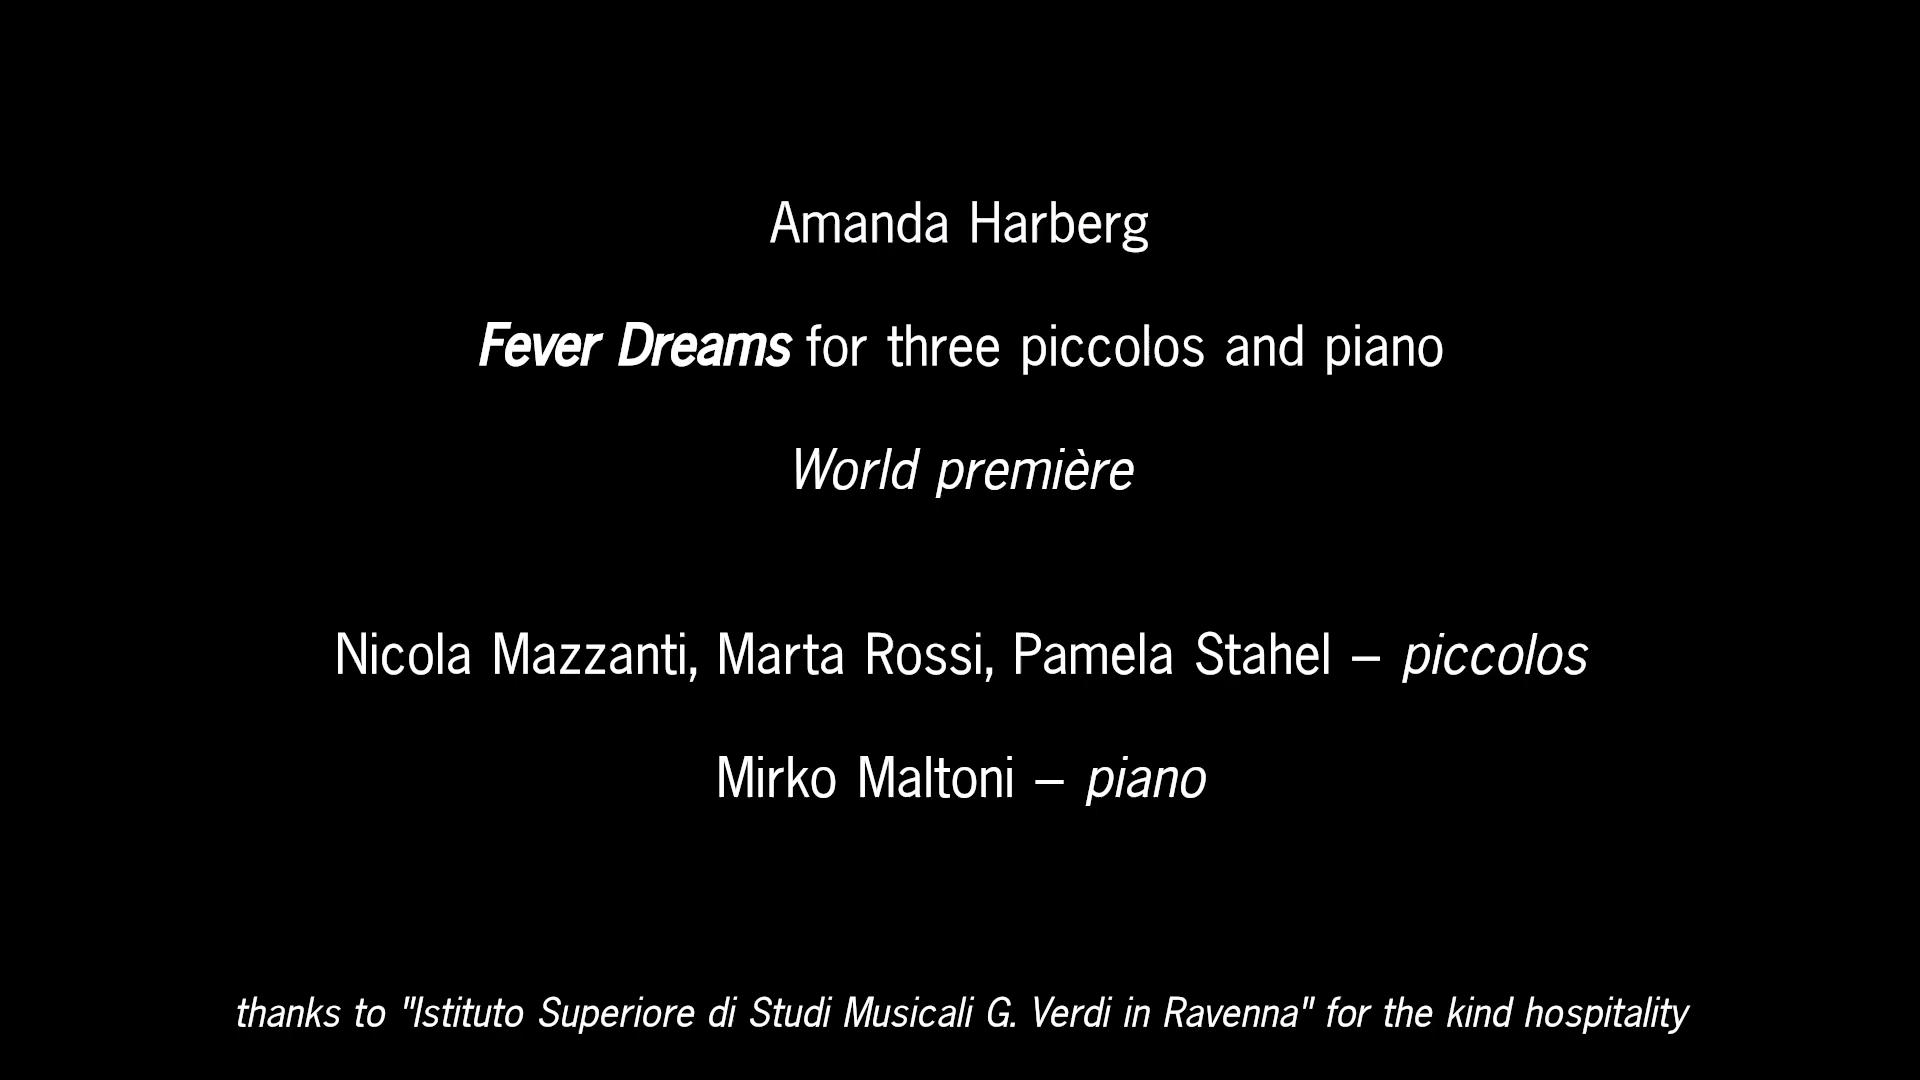 Amanda Harberg
Fever Dreams for three piccolos and piano
World première
Nicola Mazzanti, Marta Rossi, Pamela Stahel – piccolos
Mirko Maltoni – piano
thanks to "Istituto Superiore di Studi Musicali G. Verdi in Ravenna" for the kind hospitality